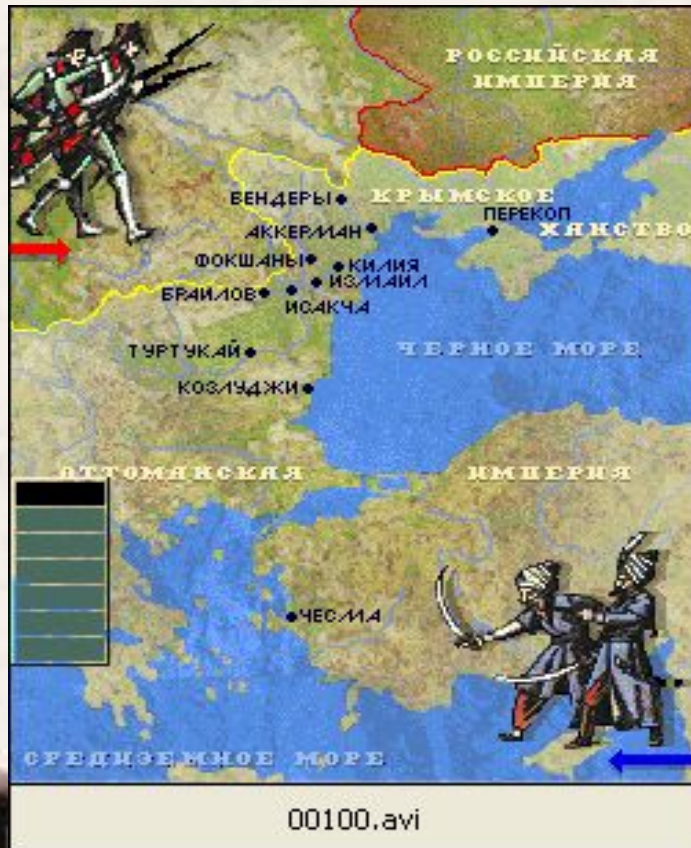 РОССИЙСКАЯ
ИМПЕРИЯ
ВЕНДЕРЫ
КРЫМСКОЕ
ПЕРЕКОП
АККЕРМАН
ХАНСТВО
ФОКШАНЫ
КИЛИЯ
ИЗМАИЛ
БРАИЛОВ
ИСАКЧА
ТУРТУКАЙ
ЧЕРНОЕ МОРЕ
КОЗЛУДЖИ
ОТТОМАНСКАЯ ИМПЕРИЯ
ЧЕСМА
СРЕДИЗЕМНОЕ МОРЕ
00100.avi